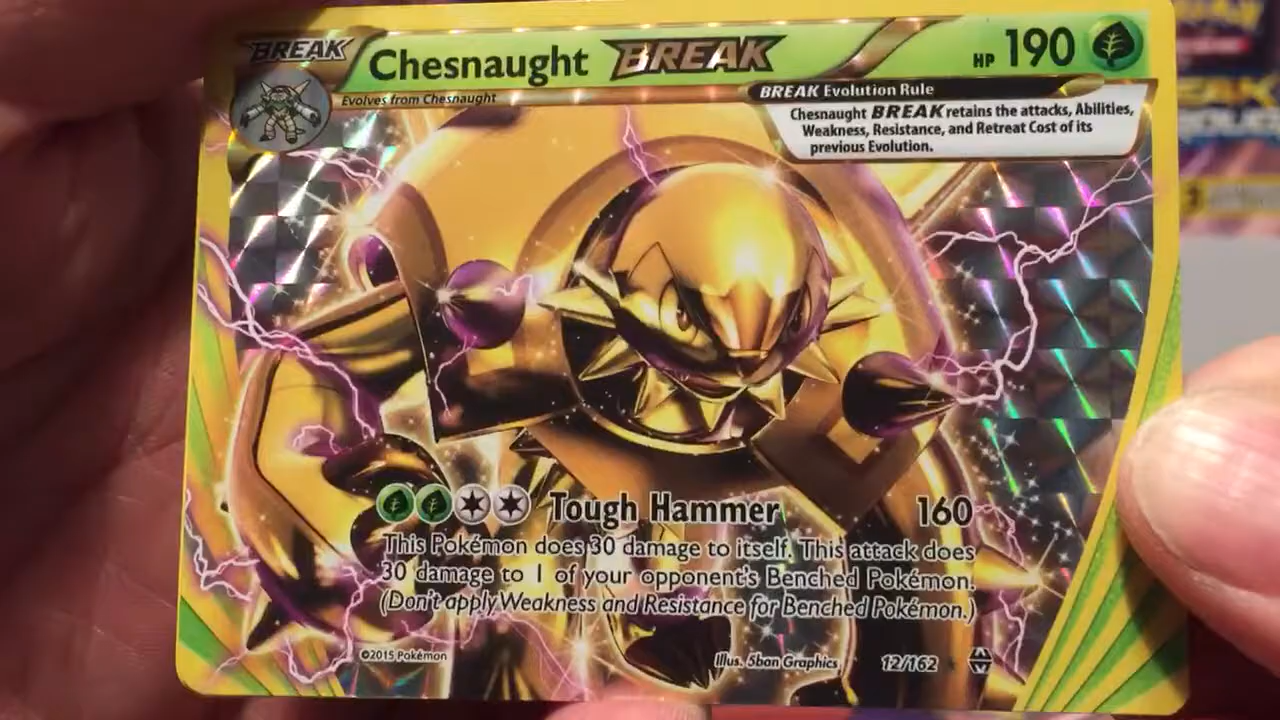 BREAK
Chesnaught BREAK
HP 190
Evolves from Chesnaught
BREAK Evolution Rule
Chesnaught BREAK retains the attacks, Abilities,
Weakness, Resistance, and Retreat Cost of its
previous Evolution.
Tough Hammer 160
This Pokémon does 30 damage to itself. This attack does
30 damage to 1 of your opponent's Benched Pokémon.
(Don't apply Weakness and Resistance for Benched Pokémon.)
©2015 Pokémon
Illus. 5ban Graphics
12/162